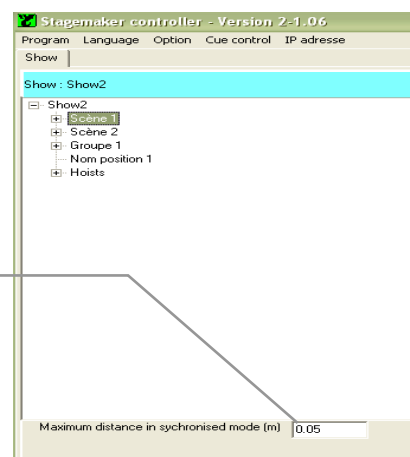 Stagemaker controller - Version 2-1.06
Program Language Option Cue control IP adresse
Show
Show : Show2
Show2
Scène 1
Scène 2
Groupe 1
Nom position 1
Hoists
Maximum distance in sychronised mode (m) 0.05